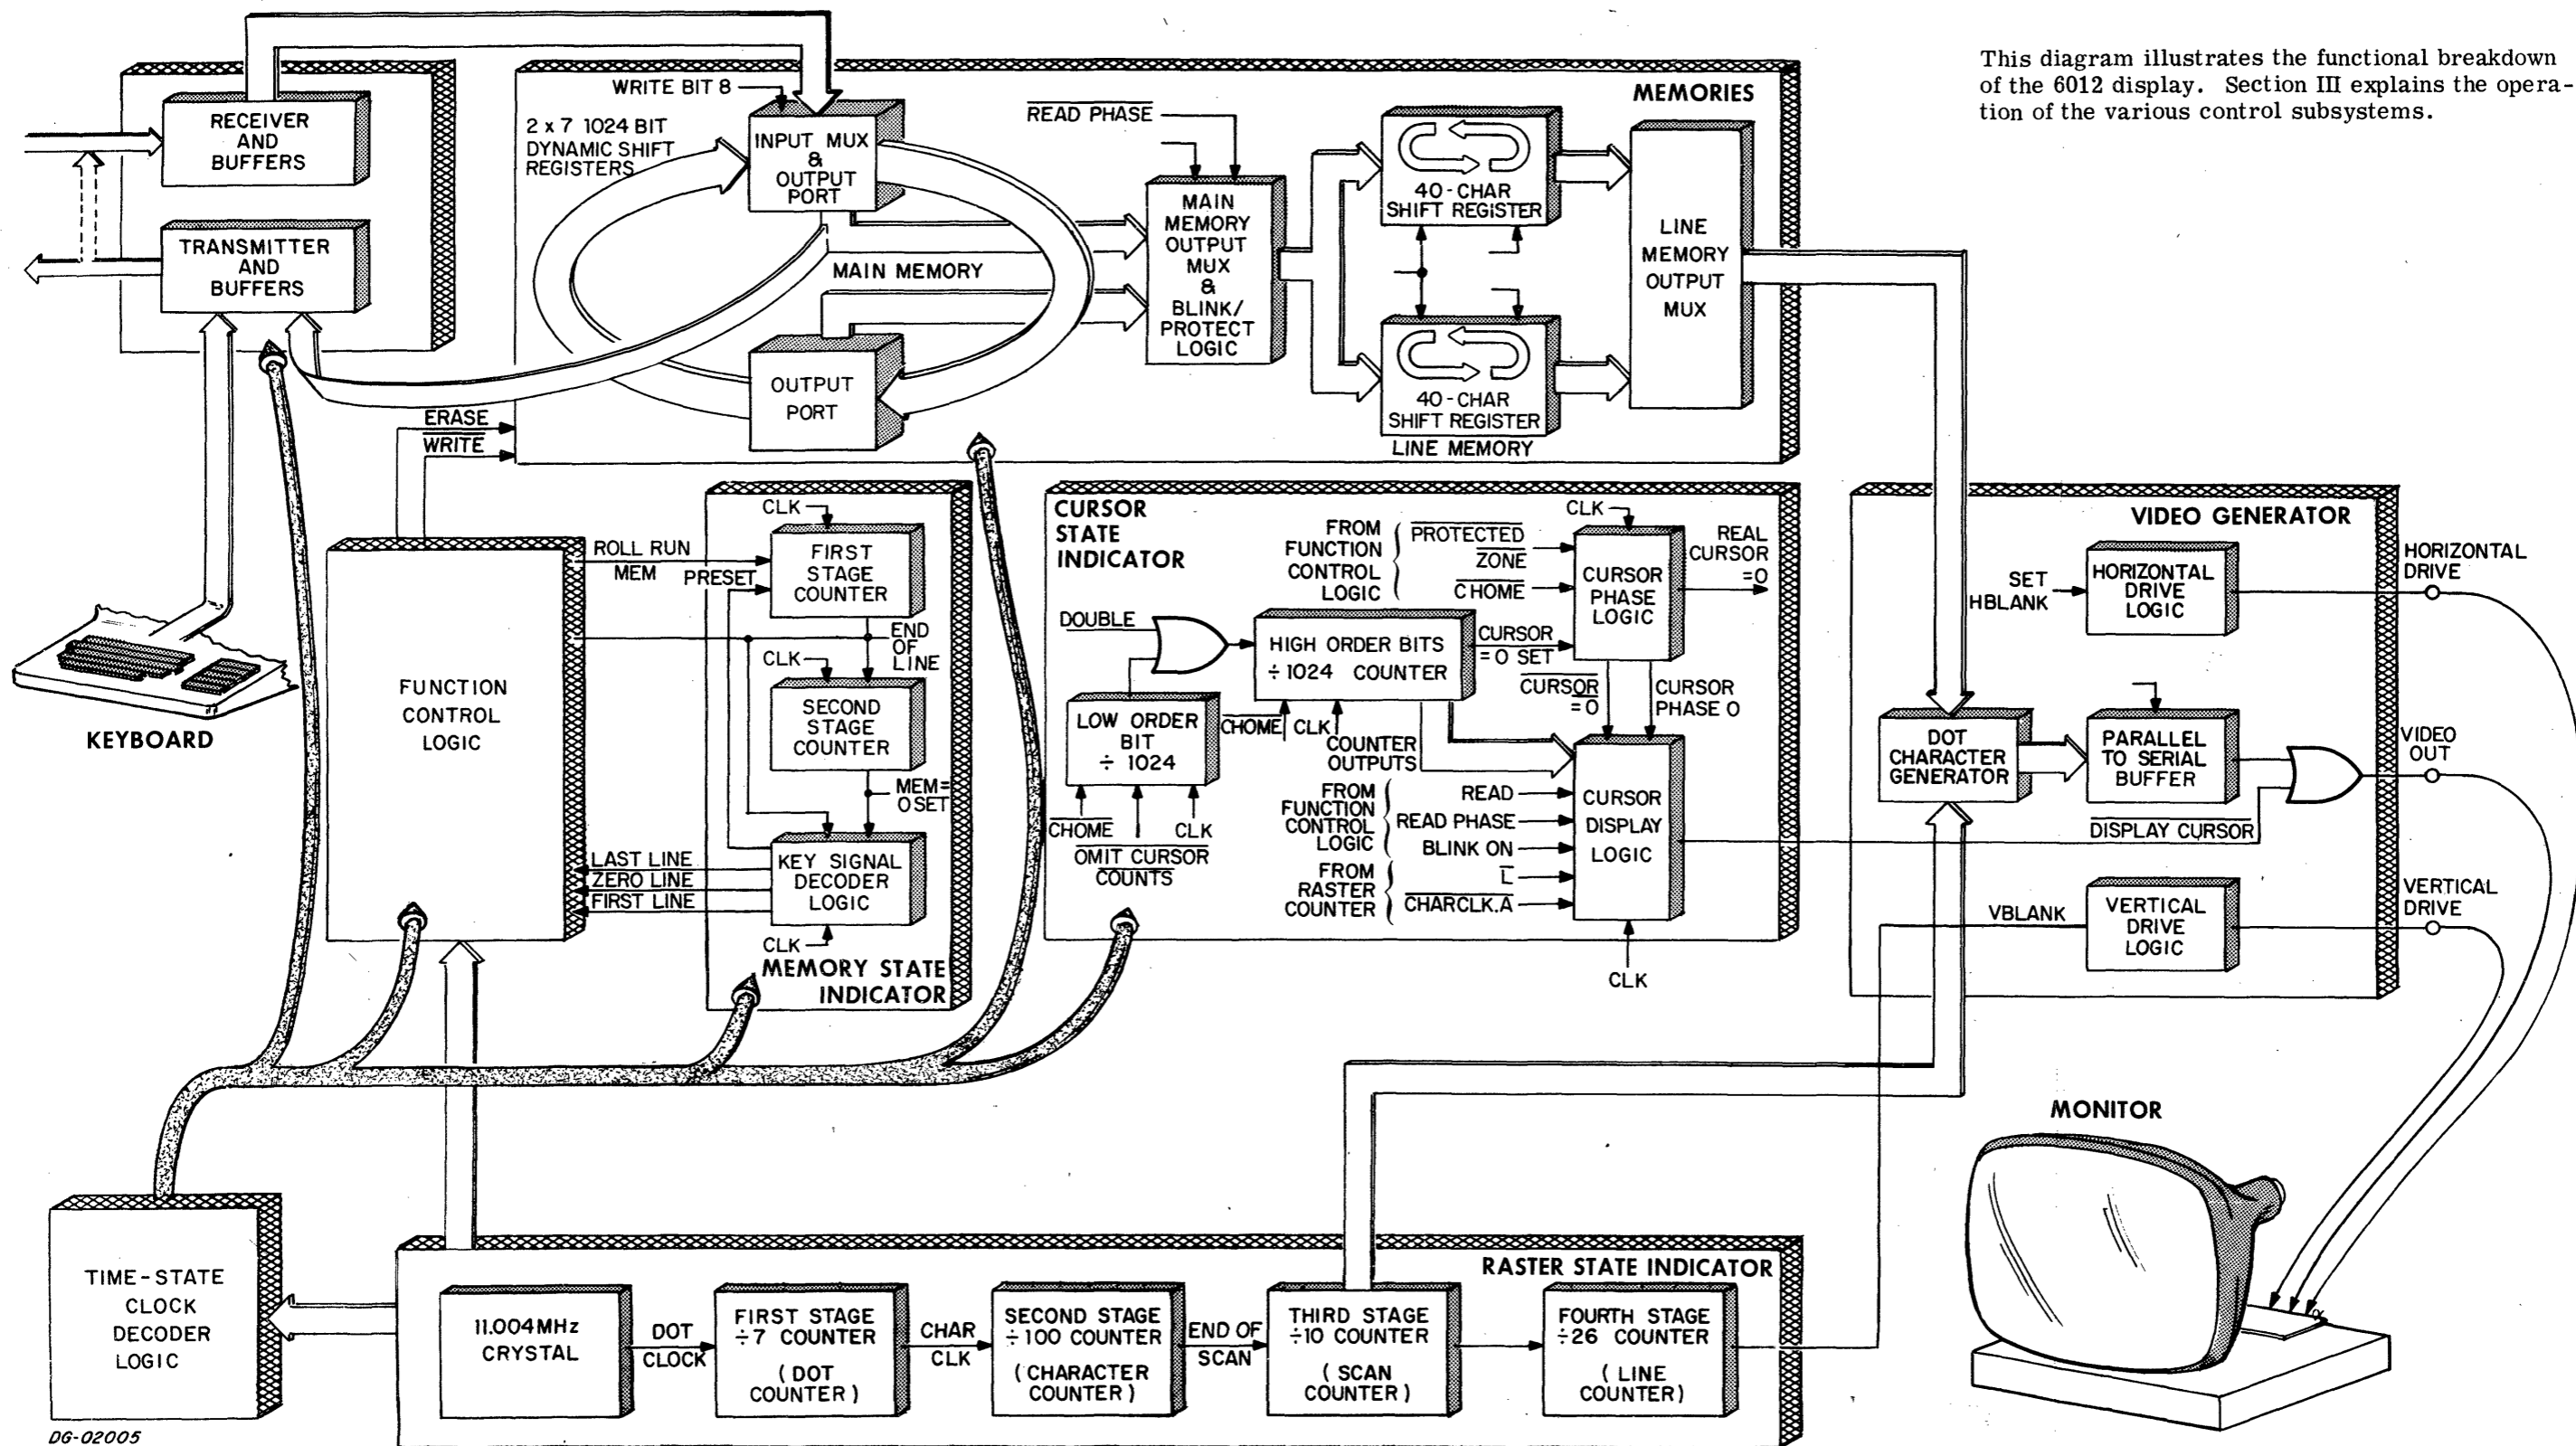 This diagram illustrates the functional breakdown
of the 6012 display. Section III explains the opera-
tion of the various control subsystems.
RECEIVER
AND
BUFFERS
TRANSMITTER
AND
BUFFERS
KEYBOARD
MEMORIES
WRITE BIT 8
2 x 7 1024 BIT
DYNAMIC SHIFT
REGISTERS
INPUT MUX
&
OUTPUT
PORT
MAIN MEMORY
OUTPUT
PORT
READ PHASE
MAIN
MEMORY
OUTPUT
MUX
&
BLINK/
PROTECT
LOGIC
40-CHAR
SHIFT REGISTER
40-CHAR
SHIFT REGISTER
LINE MEMORY
LINE
MEMORY
OUTPUT
MUX
ERASE
WRITE
FUNCTION
CONTROL
LOGIC
ROLL RUN
MEM
PRESET
CLK
FIRST
STAGE
COUNTER
END
OF
LINE
CLK
SECOND
STAGE
COUNTER
MEM=
0 SET
KEY SIGNAL
DECODER
LOGIC
LAST LINE
ZERO LINE
FIRST LINE
CLK
MEMORY STATE
INDICATOR
CURSOR
STATE
INDICATOR
DOUBLE
LOW ORDER
BIT
÷ 1024
CHOME
OMIT CURSOR
COUNTS
CLK
HIGH ORDER BITS
÷ 1024 COUNTER
CHOME
CLK
COUNTER
OUTPUTS
FROM
FUNCTION
CONTROL
LOGIC
PROTECTED
ZONE
CHOME
CLK
CURSOR
= 0 SET
CURSOR
PHASE
LOGIC
REAL
CURSOR
=0
CURSOR
=0
CURSOR
PHASE 0
FROM
FUNCTION
CONTROL
LOGIC
READ
READ PHASE
BLINK ON
FROM
RASTER
COUNTER
L
CHARCLK.A
CURSOR
DISPLAY
LOGIC
CLK
VIDEO GENERATOR
SET
HBLANK
HORIZONTAL
DRIVE
LOGIC
HORIZONTAL
DRIVE
DOT
CHARACTER
GENERATOR
PARALLEL
TO SERIAL
BUFFER
VIDEO
OUT
DISPLAY CURSOR
VBLANK
VERTICAL
DRIVE
LOGIC
VERTICAL
DRIVE
MONITOR
TIME-STATE
CLOCK
DECODER
LOGIC
RASTER STATE INDICATOR
11.004MHz
CRYSTAL
DOT
CLOCK
FIRST STAGE
÷7 COUNTER
(DOT
COUNTER)
CHAR
CLK
SECOND STAGE
÷100 COUNTER
(CHARACTER
COUNTER)
END OF
SCAN
THIRD STAGE
÷10 COUNTER
(SCAN
COUNTER)
FOURTH STAGE
÷26 COUNTER
(LINE
COUNTER)
DG-02005